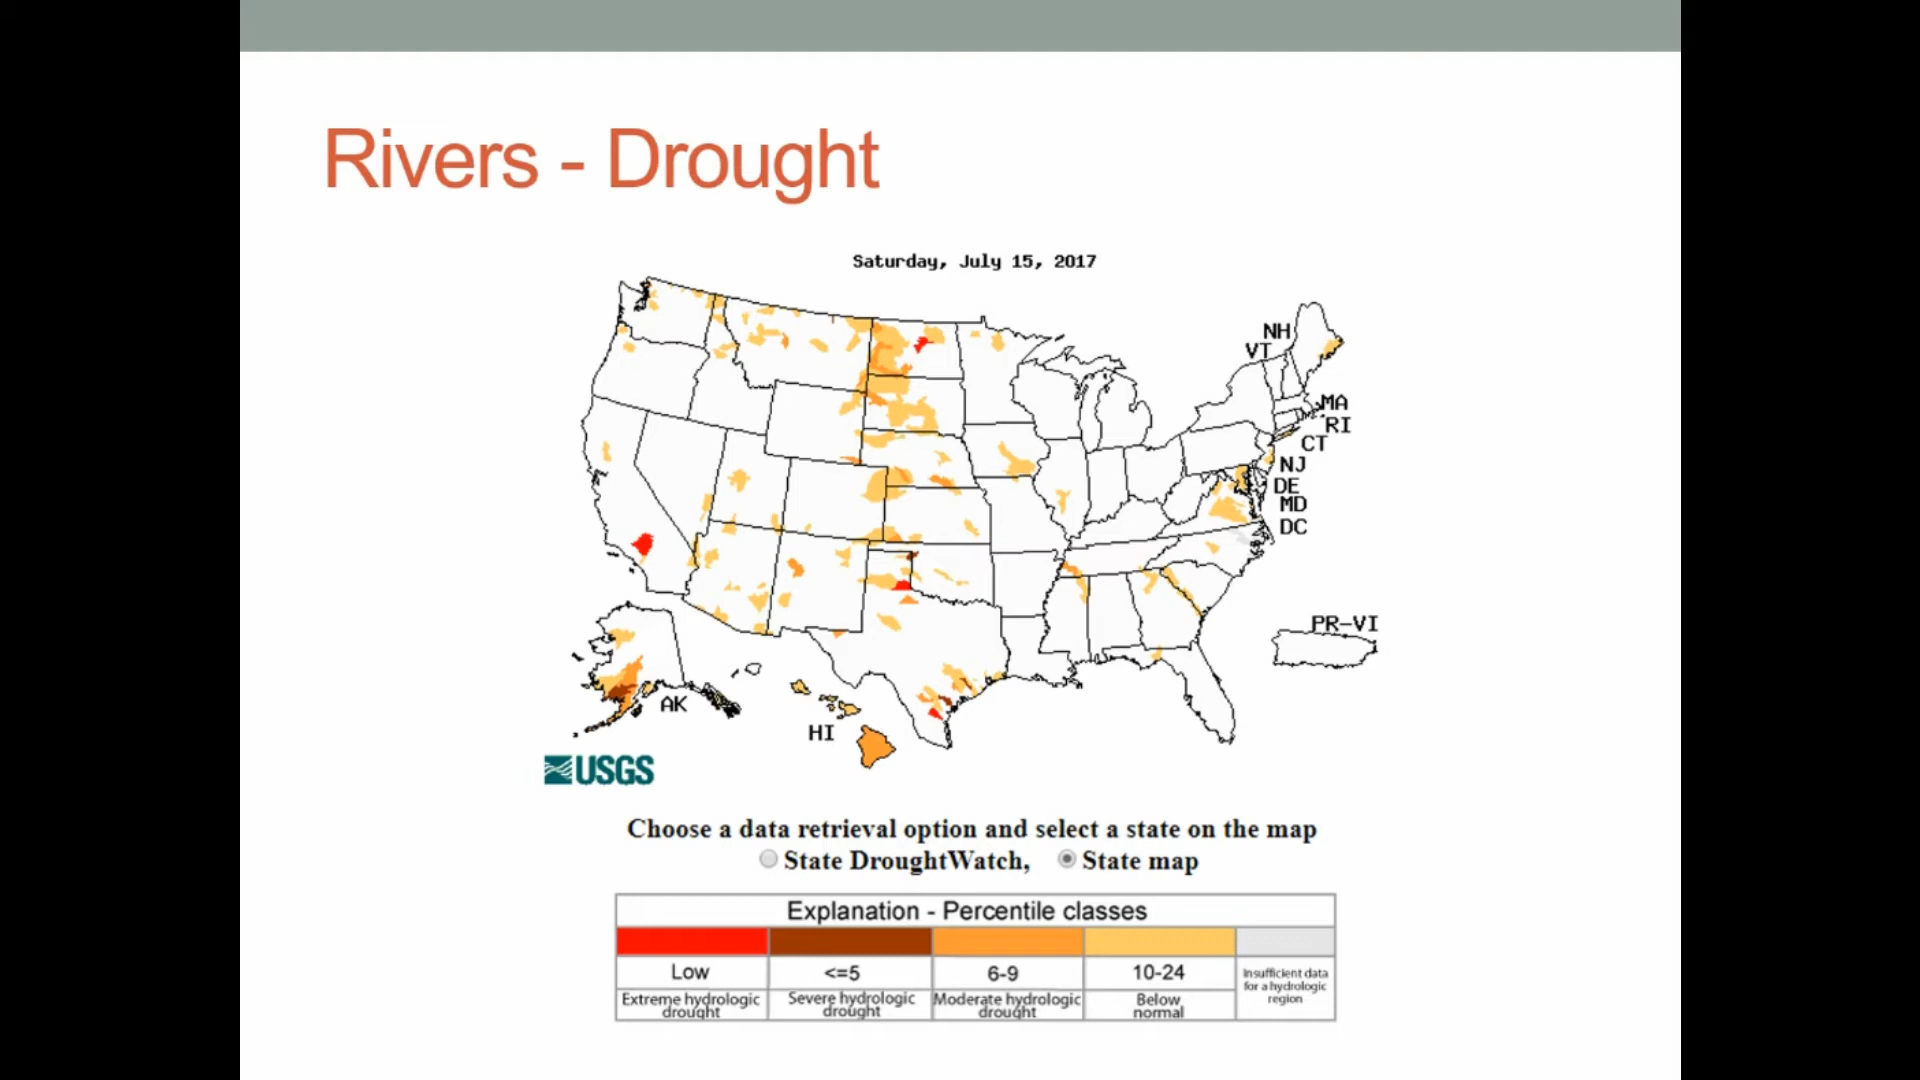 Rivers - Drought
Saturday, July 15, 2017
NH
VT
MA
RI
CT
NJ
DE
MD
DC
PR-VI
AK
HI
USGS
Choose a data retrieval option and select a state on the map
State DroughtWatch, State map
Explanation - Percentile classes
Low <=5 6-9 10-24 Insufficient data for a hydrologic region
Extreme hydrologic drought Severe hydrologic drought Moderate hydrologic drought Below normal